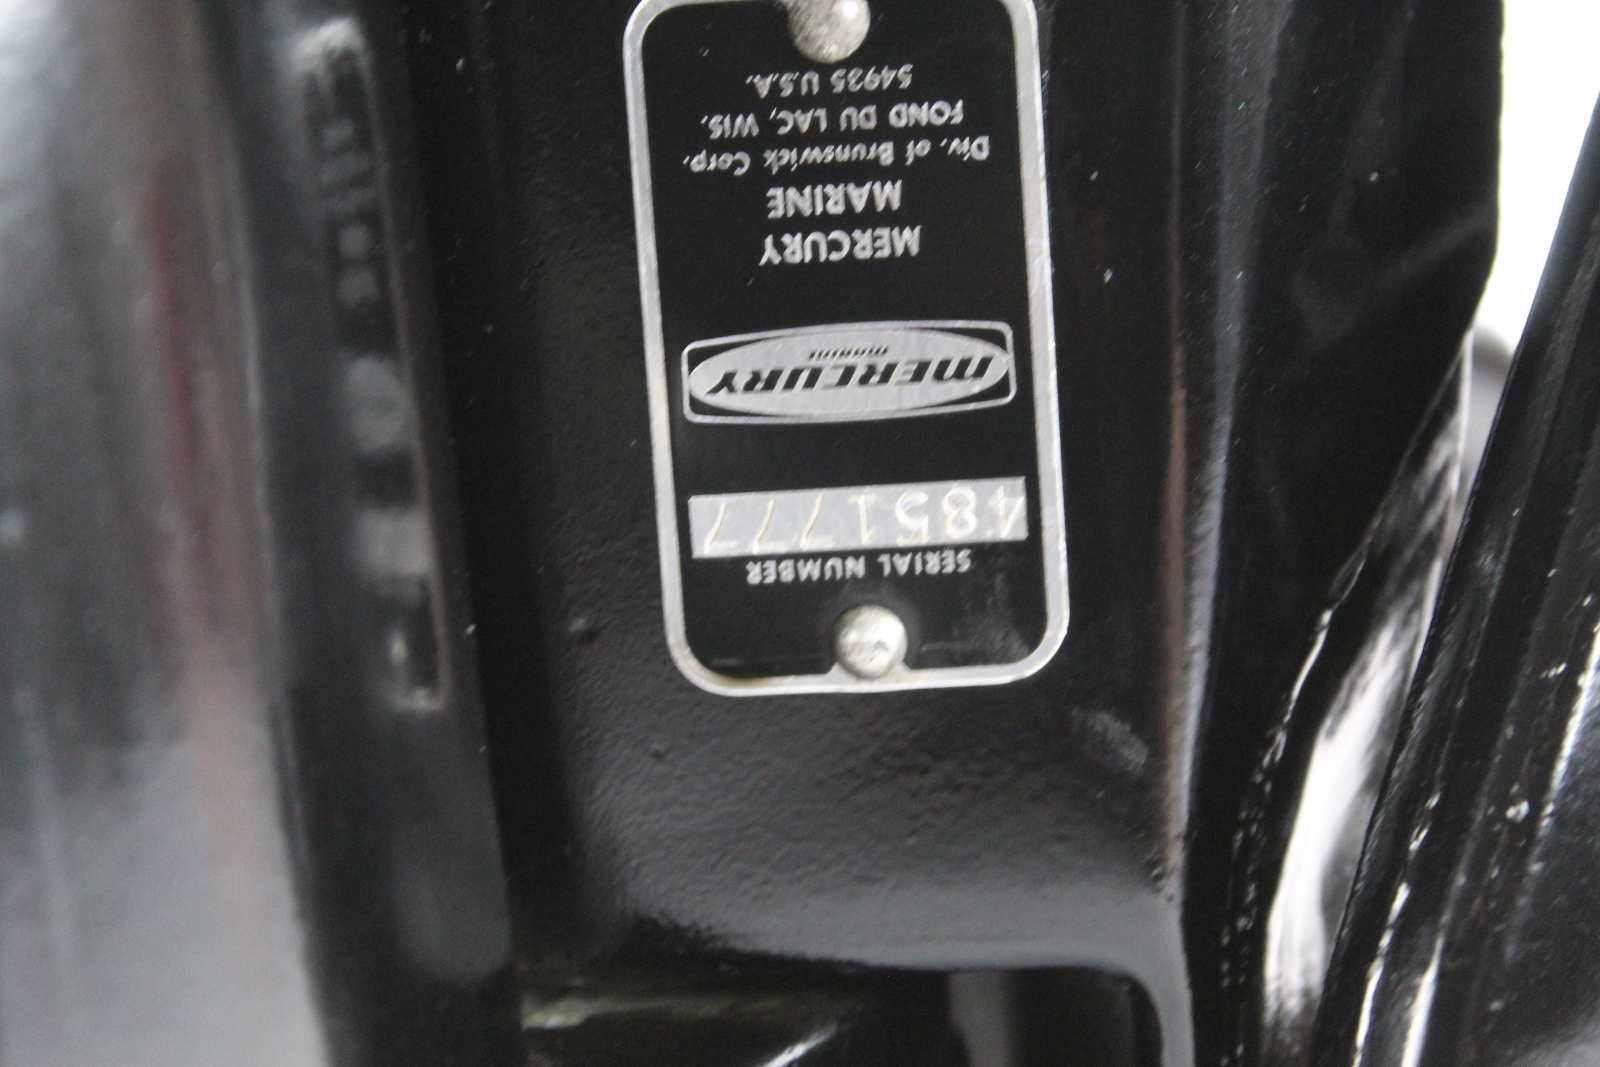 SERIAL NUMBER
4851777
MERCURY
marine
MERCURY
MARINE
Div. of Brunswick Corp.
FOND DU LAC, WIS.
54935 U.S.A.